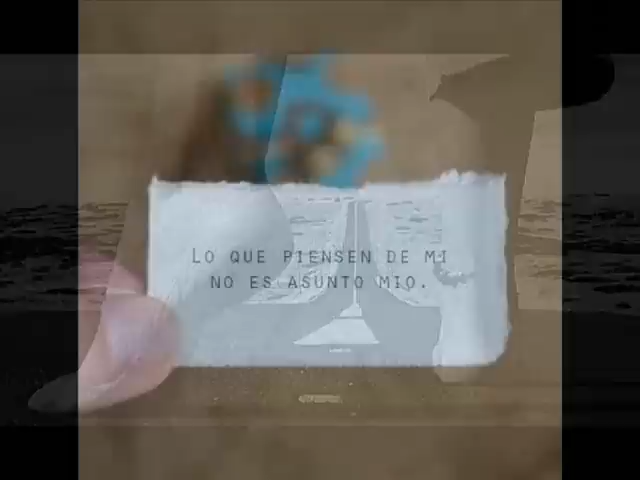 Lo que piensen de mi
no es asunto mio.